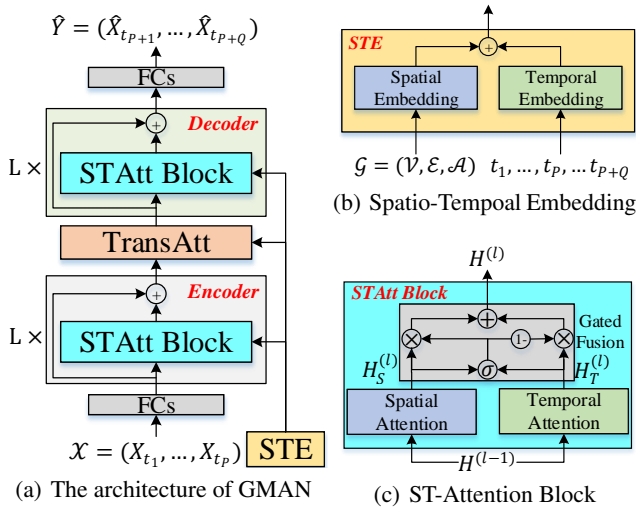 Ŷ = (X̂_{t_{P+1}}, …, X̂_{t_{P+Q}})
FCs
Decoder
L ×
STAtt Block
TransAtt
Encoder
L ×
STAtt Block
FCs
𝒳 = (X_{t_1}, …, X_{t_P})
STE
(a) The architecture of GMAN
STE
Spatial
Embedding
Temporal
Embedding
𝒢 = (𝒱, ℰ, 𝒜)
t_1, …, t_P, … t_{P+Q}
(b) Spatio-Tempoal Embedding
H^{(l)}
STAtt Block
Gated
Fusion
1-
σ
H_S^{(l)}
H_T^{(l)}
Spatial
Attention
Temporal
Attention
H^{(l−1)}
(c) ST-Attention Block